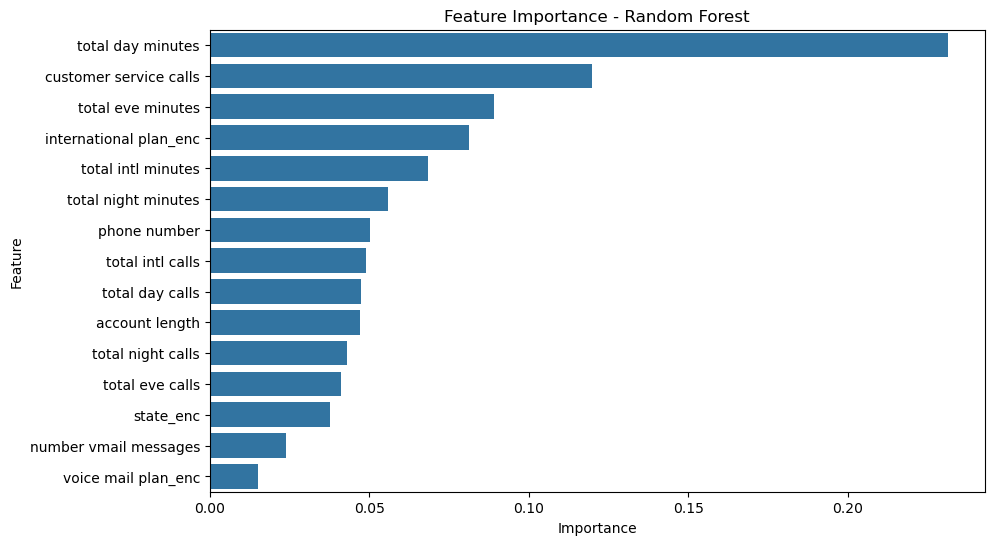 Feature Importance - Random Forest
total day minutes
customer service calls
total eve minutes
international plan_enc
total intl minutes
total night minutes
phone number
total intl calls
total day calls
account length
total night calls
total eve calls
state_enc
number vmail messages
voice mail plan_enc
Feature
0.00 0.05 0.10 0.15 0.20
Importance